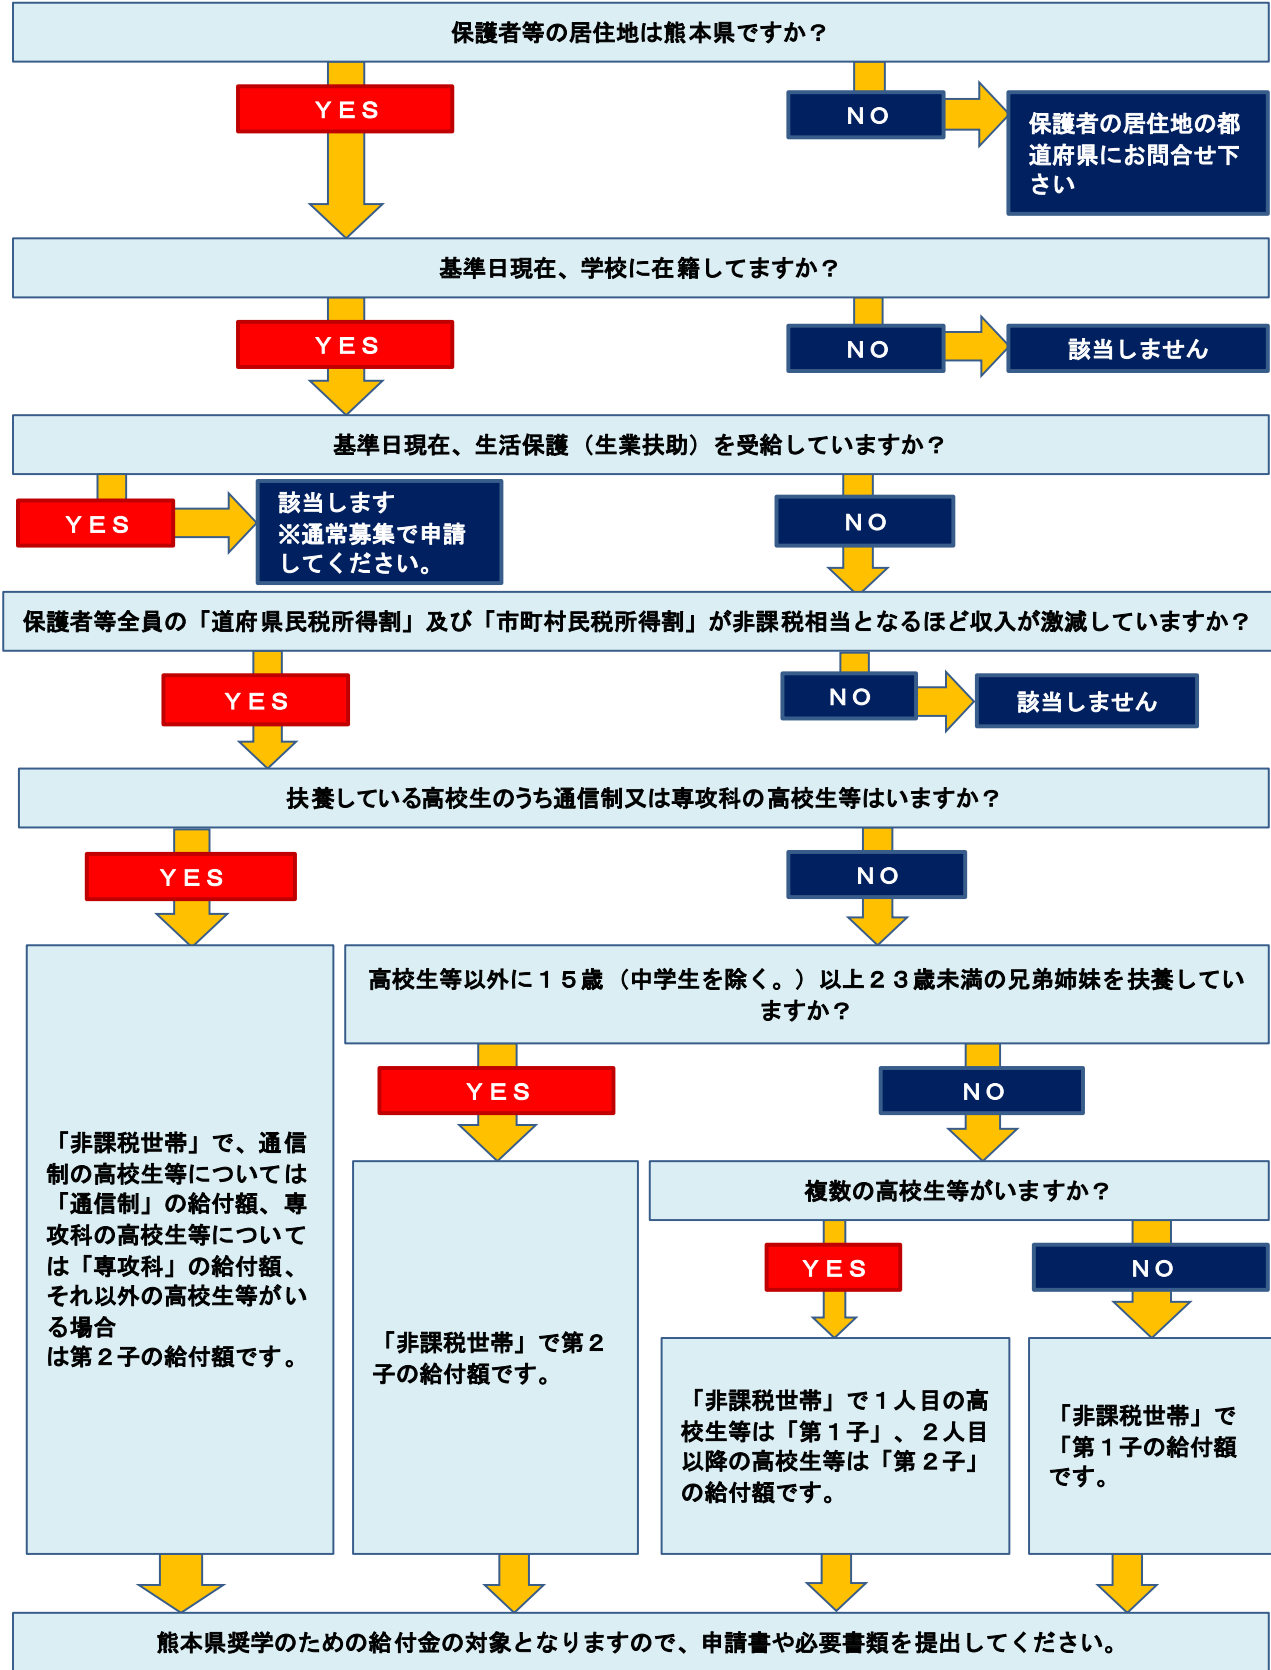 保護者等の居住地は熊本県ですか？
ＹＥＳ
ＮＯ
保護者の居住地の都
道府県にお問合せ下
さい
基準日現在、学校に在籍してますか？
ＹＥＳ
ＮＯ
該当しません
基準日現在、生活保護（生業扶助）を受給していますか？
ＹＥＳ
該当します
※通常募集で申請
してください。
ＮＯ
保護者等全員の「道府県民税所得割」及び「市町村民税所得割」が非課税相当となるほど収入が激減していますか？
ＹＥＳ
ＮＯ
該当しません
扶養している高校生のうち通信制又は専攻科の高校生等はいますか？
ＹＥＳ
ＮＯ
高校生等以外に１５歳（中学生を除く。）以上２３歳未満の兄弟姉妹を扶養してい
ますか？
ＹＥＳ
ＮＯ
「非課税世帯」で、通信
制の高校生等については
「通信制」の給付額、専
攻科の高校生等について
は「専攻科」の給付額、
それ以外の高校生等がい
る場合
は第２子の給付額です。
複数の高校生等がいますか？
ＹＥＳ
ＮＯ
「非課税世帯」で第２
子の給付額です。
「非課税世帯」で１人目の高
校生等は「第１子」、２人目
以降の高校生等は「第２子」
の給付額です。
「非課税世帯」で
「第１子の給付額
です。
熊本県奨学のための給付金の対象となりますので、申請書や必要書類を提出してください。